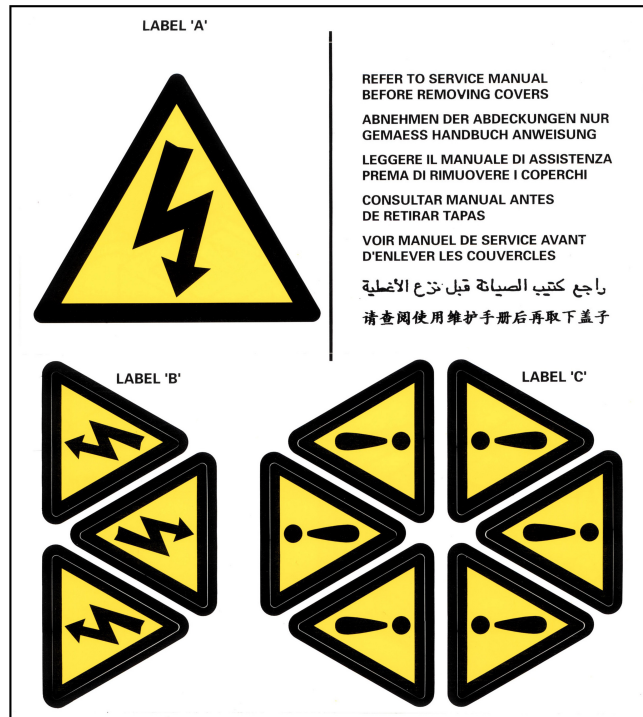 LABEL 'A'
REFER TO SERVICE MANUAL
BEFORE REMOVING COVERS
ABNEHMEN DER ABDECKUNGEN NUR
GEMAESS HANDBUCH ANWEISUNG
LEGGERE IL MANUALE DI ASSISTENZA
PREMA DI RIMUOVERE I COPERCHI
CONSULTAR MANUAL ANTES
DE RETIRAR TAPAS
VOIR MANUEL DE SERVICE AVANT
D'ENLEVER LES COUVERCLES
راجع كتيب الصيانة قبل نزع الأغطية
请查阅使用维护手册后再取下盖子
LABEL 'B'
LABEL 'C'